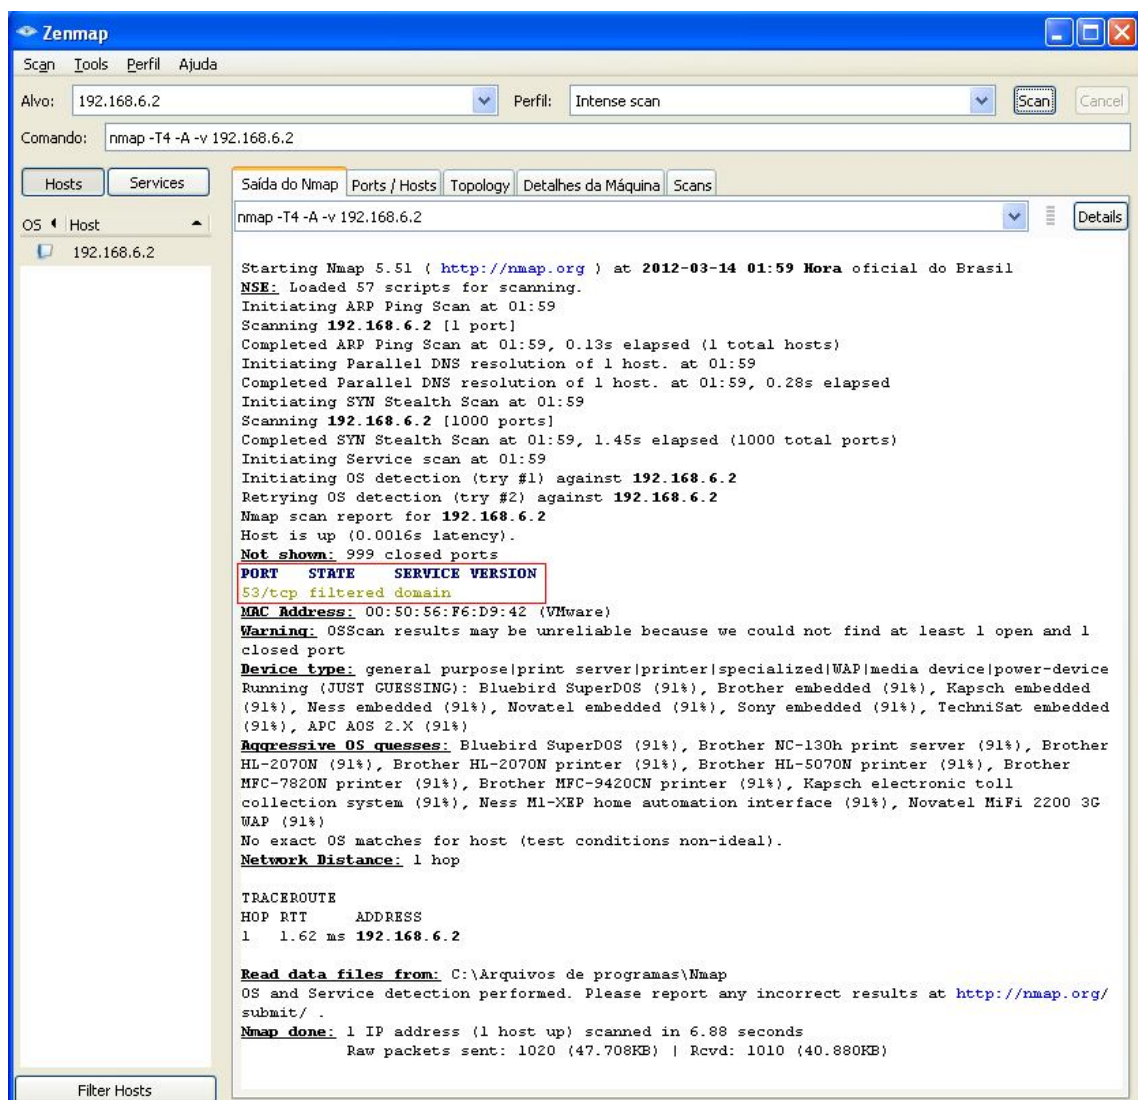 Zenmap
Scan Tools Perfil Ajuda
Alvo: 192.168.6.2 Perfil: Intense scan Scan Cancel
Comando: nmap -T4 -A -v 192.168.6.2
Hosts Services
OS Host
192.168.6.2
Saída do Nmap Ports / Hosts Topology Detalhes da Máquina Scans
nmap -T4 -A -v 192.168.6.2 Details
Starting Nmap 5.51 ( http://nmap.org ) at 2012-03-14 01:59 Hora oficial do Brasil
NSE: Loaded 57 scripts for scanning.
Initiating ARP Ping Scan at 01:59
Scanning 192.168.6.2 [1 port]
Completed ARP Ping Scan at 01:59, 0.13s elapsed (1 total hosts)
Initiating Parallel DNS resolution of 1 host. at 01:59
Completed Parallel DNS resolution of 1 host. at 01:59, 0.28s elapsed
Initiating SYN Stealth Scan at 01:59
Scanning 192.168.6.2 [1000 ports]
Completed SYN Stealth Scan at 01:59, 1.45s elapsed (1000 total ports)
Initiating Service scan at 01:59
Initiating OS detection (try #1) against 192.168.6.2
Retrying OS detection (try #2) against 192.168.6.2
Nmap scan report for 192.168.6.2
Host is up (0.0016s latency).
Not shown: 999 closed ports
PORT STATE SERVICE VERSION
53/tcp filtered domain
MAC Address: 00:50:56:F6:D9:42 (VMware)
Warning: OSScan results may be unreliable because we could not find at least 1 open and 1
closed port
Device type: general purpose|print server|printer|specialized|WAP|media device|power-device
Running (JUST GUESSING): Bluebird SuperDOS (91%), Brother embedded (91%), Kapsch embedded
(91%), Ness embedded (91%), Novatel embedded (91%), Sony embedded (91%), TechniSat embedded
(91%), APC AOS 2.X (91%)
Aggressive OS guesses: Bluebird SuperDOS (91%), Brother NC-130h print server (91%), Brother
HL-2070N (91%), Brother HL-2070N printer (91%), Brother HL-5070N printer (91%), Brother
MFC-7820N printer (91%), Brother MFC-9420CN printer (91%), Kapsch electronic toll
collection system (91%), Ness M1-XEP home automation interface (91%), Novatel MiFi 2200 3G
WAP (91%)
No exact OS matches for host (test conditions non-ideal).
Network Distance: 1 hop
TRACEROUTE
HOP RTT ADDRESS
1 1.62 ms 192.168.6.2
Read data files from: C:\Arquivos de programas\Nmap
OS and Service detection performed. Please report any incorrect results at http://nmap.org/
submit/ .
Nmap done: 1 IP address (1 host up) scanned in 6.88 seconds
Raw packets sent: 1020 (47.708KB) | Rcvd: 1010 (40.880KB)
Filter Hosts